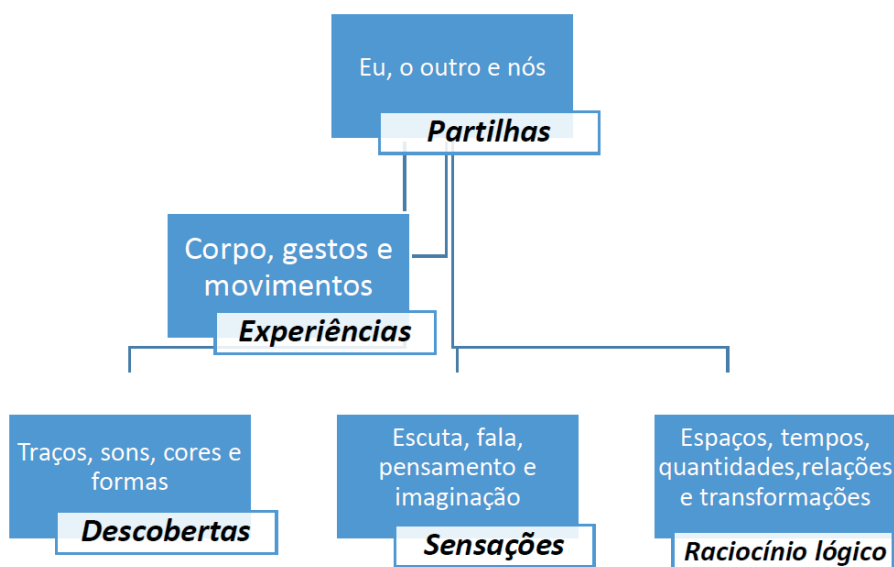 Eu, o outro e nós
Partilhas
Corpo, gestos e
movimentos
Experiências
Traços, sons, cores e
formas
Descobertas
Escuta, fala,
pensamento e
imaginação
Sensações
Espaços, tempos,
quantidades,relações
e transformações
Raciocínio lógico